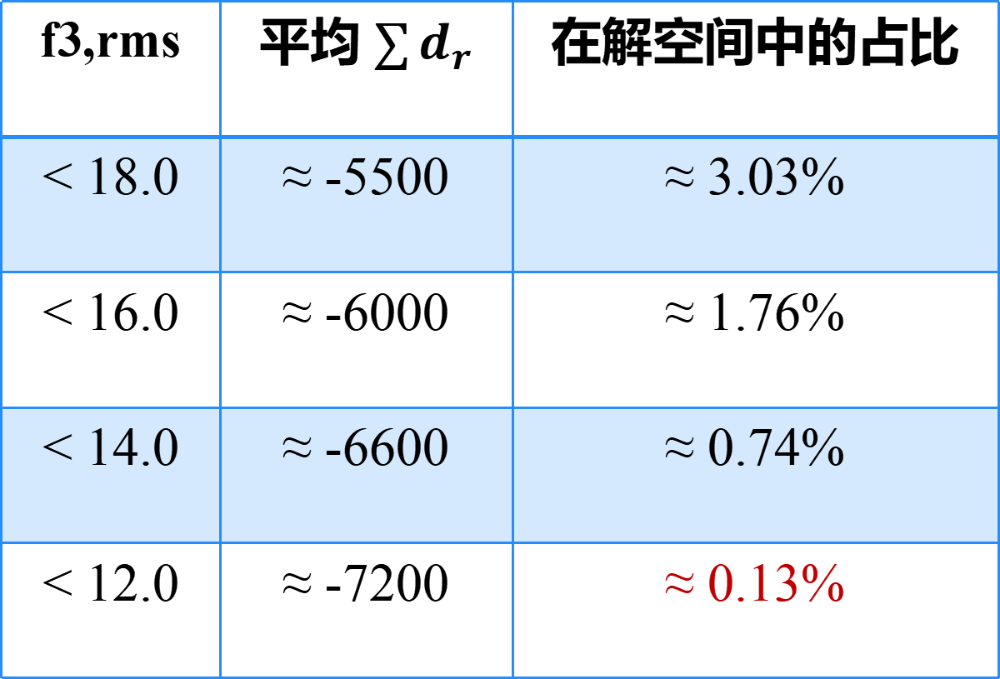 f3,rms 平均 ∑ dᵣ 在解空间中的占比
< 18.0 ≈ -5500 ≈ 3.03%
< 16.0 ≈ -6000 ≈ 1.76%
< 14.0 ≈ -6600 ≈ 0.74%
< 12.0 ≈ -7200 ≈ 0.13%